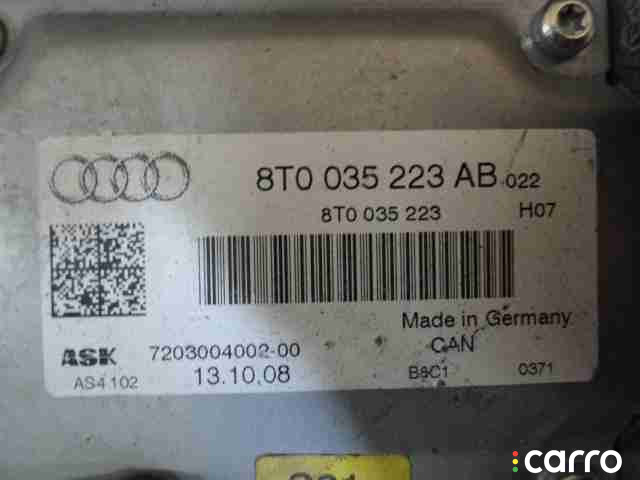 8T0 035 223 AB 022
8T0 035 223 H07
Made in Germany
ASK 7203004002-00 CAN
AS4102 13.10.08 B8C1 0371
carro